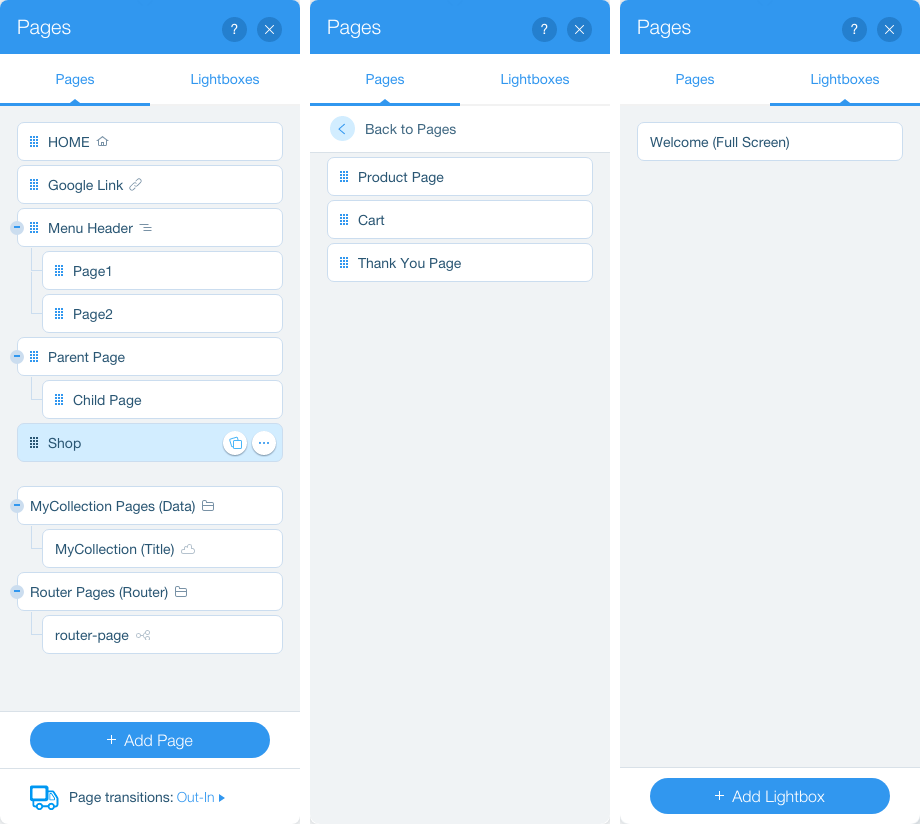 Pages
?
Pages
Lightboxes
HOME
Google Link
Menu Header
Page1
Page2
Parent Page
Child Page
Shop
MyCollection Pages (Data)
MyCollection (Title)
Router Pages (Router)
router-page
+ Add Page
Page transitions: Out-In
Pages
?
Pages
Lightboxes
Back to Pages
Product Page
Cart
Thank You Page
Pages
?
Pages
Lightboxes
Welcome (Full Screen)
+ Add Lightbox